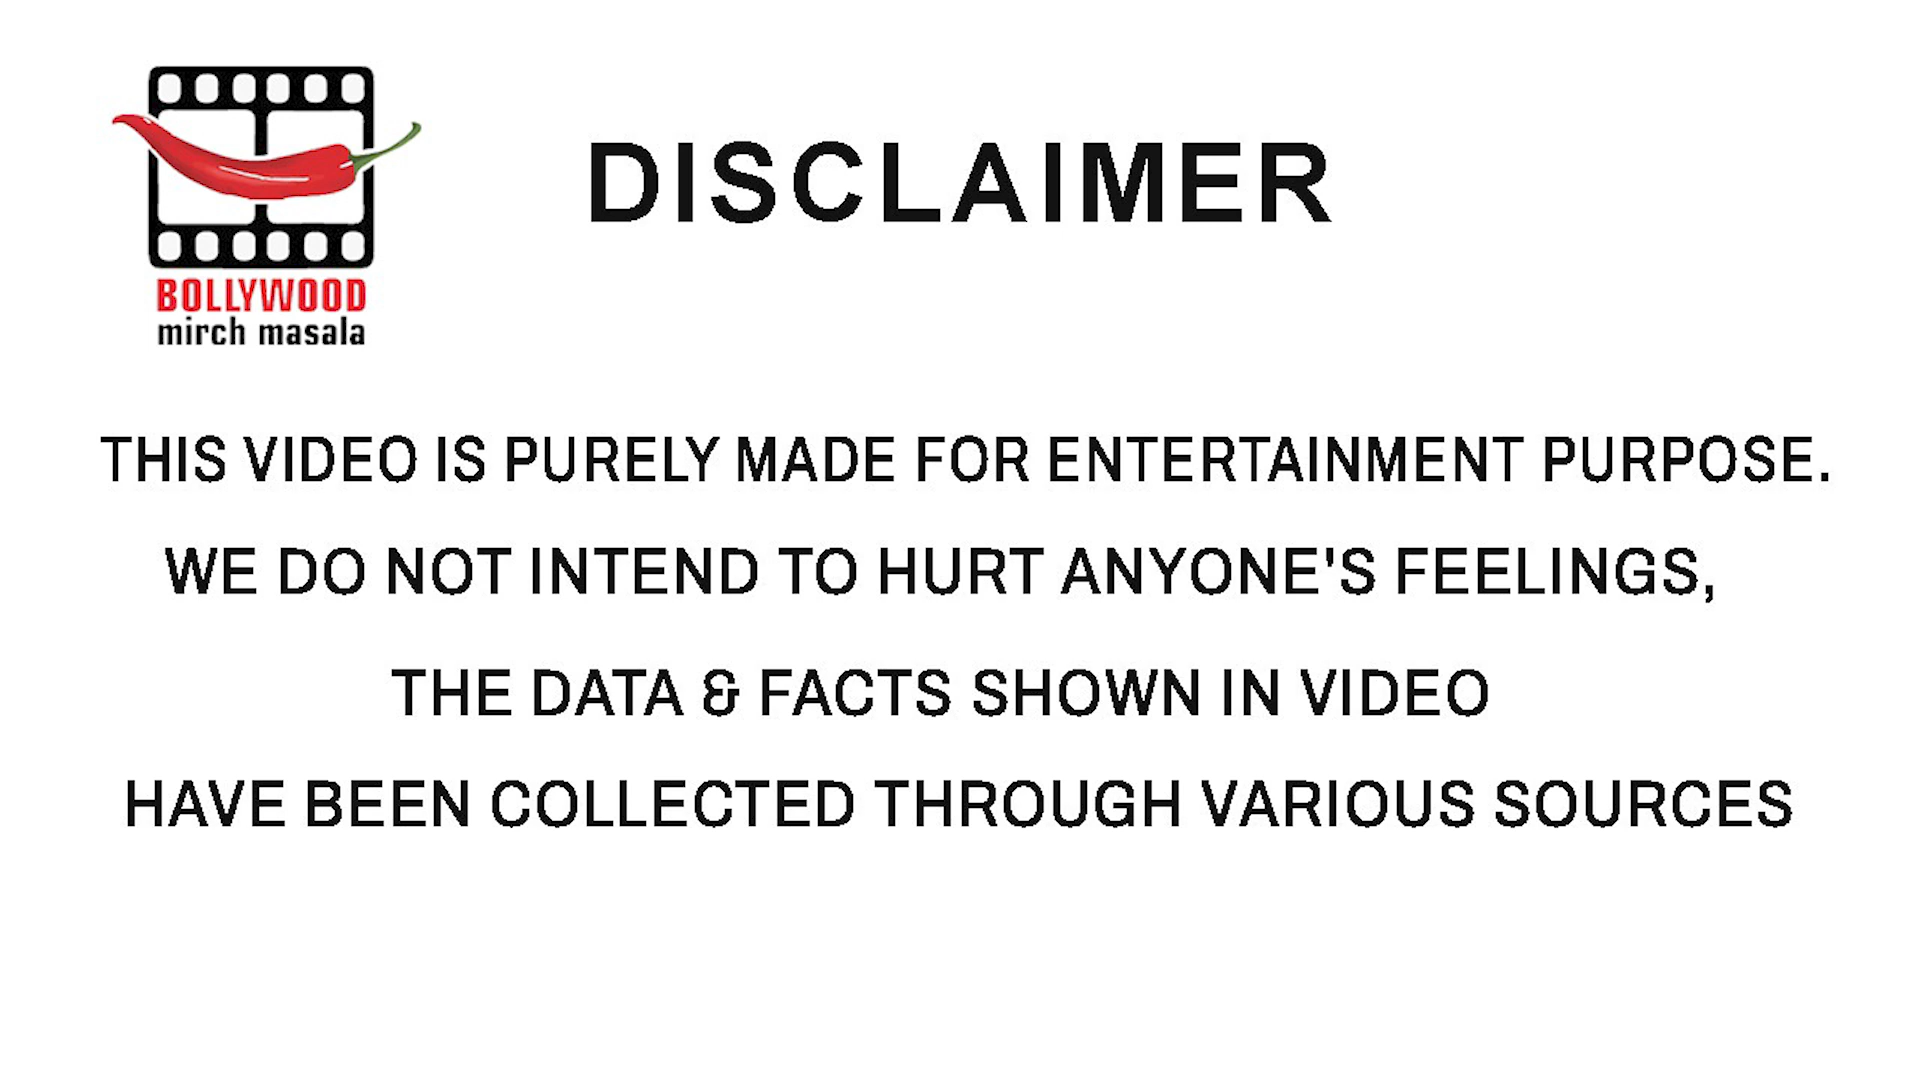 BOLLYWOOD
mirch masala
DISCLAIMER
THIS VIDEO IS PURELY MADE FOR ENTERTAINMENT PURPOSE.
WE DO NOT INTEND TO HURT ANYONE'S FEELINGS,
THE DATA & FACTS SHOWN IN VIDEO
HAVE BEEN COLLECTED THROUGH VARIOUS SOURCES